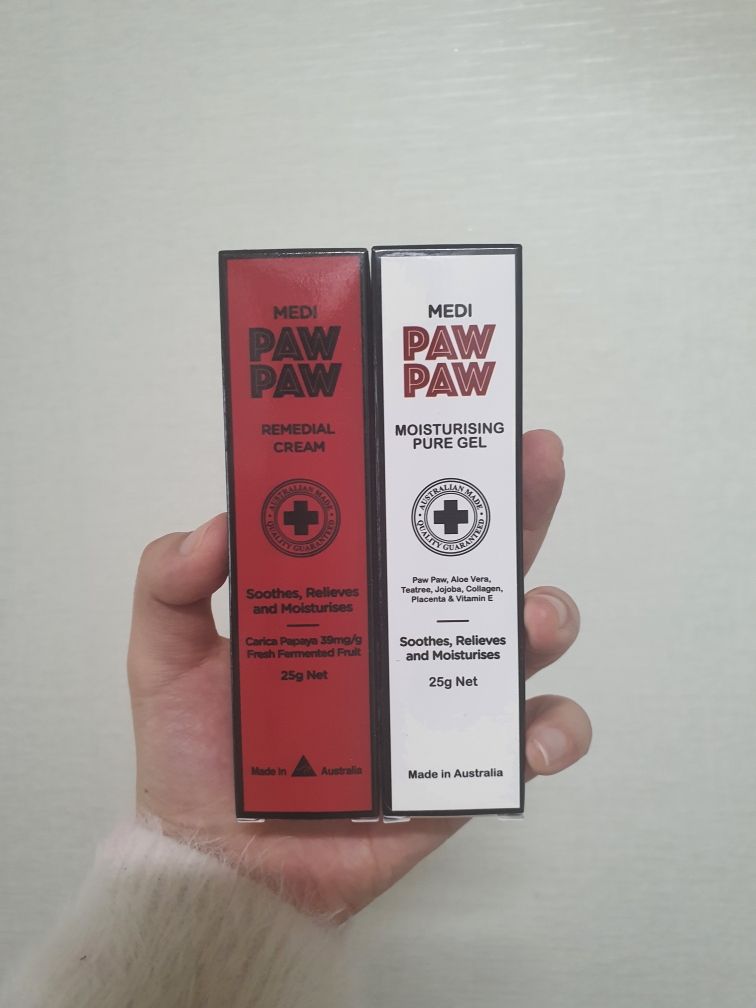 MEDI
PAW
PAW
REMEDIAL
CREAM
AUSTRALIAN MADE
QUALITY GUARANTEED
Soothes, Relieves
and Moisturises
Carica Papaya 39mg/g
Fresh Fermented Fruit
25g Net
Made in Australia
MEDI
PAW
PAW
MOISTURISING
PURE GEL
AUSTRALIAN MADE
QUALITY GUARANTEED
Paw Paw, Aloe Vera,
Teatree, Jojoba, Collagen,
Placenta & Vitamin E
Soothes, Relieves
and Moisturises
25g Net
Made in Australia